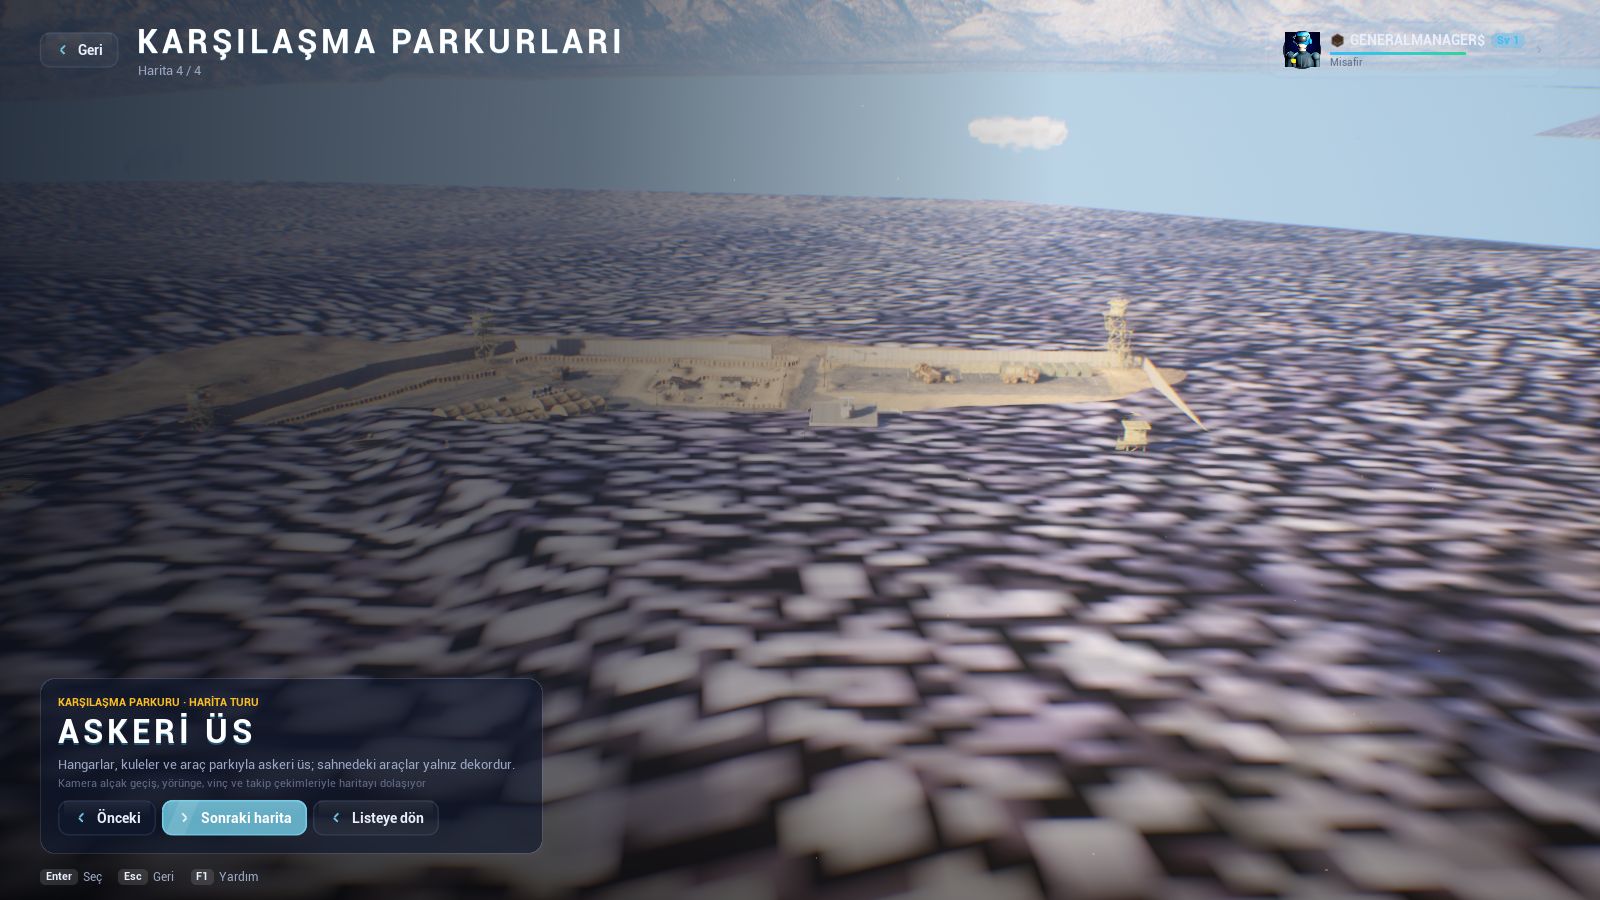 Geri
KARŞILAŞMA PARKURLARI
Harita 4 / 4
GENERALMANAGER$ Sv 1
Misafir
KARŞILAŞMA PARKURU · HARİTA TURU
ASKERİ ÜS
Hangarlar, kuleler ve araç parkıyla askeri üs; sahnedeki araçlar yalnız dekordur.
Kamera alçak geçiş, yörünge, vinç ve takip çekimleriyle haritayı dolaşıyor
Önceki Sonraki harita Listeye dön
Enter Seç Esc Geri F1 Yardım